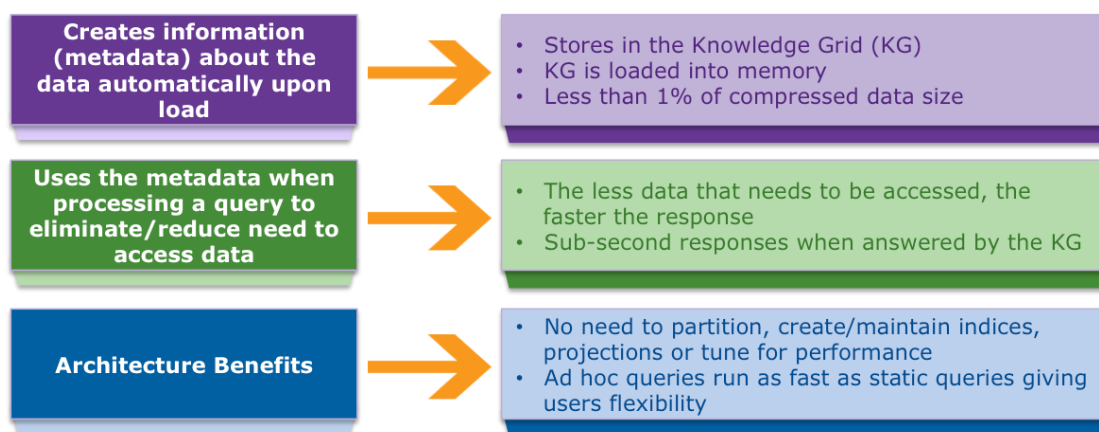 Creates information
(metadata) about the
data automatically upon
load
• Stores in the Knowledge Grid (KG)
• KG is loaded into memory
• Less than 1% of compressed data size
Uses the metadata when
processing a query to
eliminate/reduce need to
access data
• The less data that needs to be accessed, the
faster the response
• Sub-second responses when answered by the KG
Architecture Benefits
• No need to partition, create/maintain indices,
projections or tune for performance
• Ad hoc queries run as fast as static queries giving
users flexibility